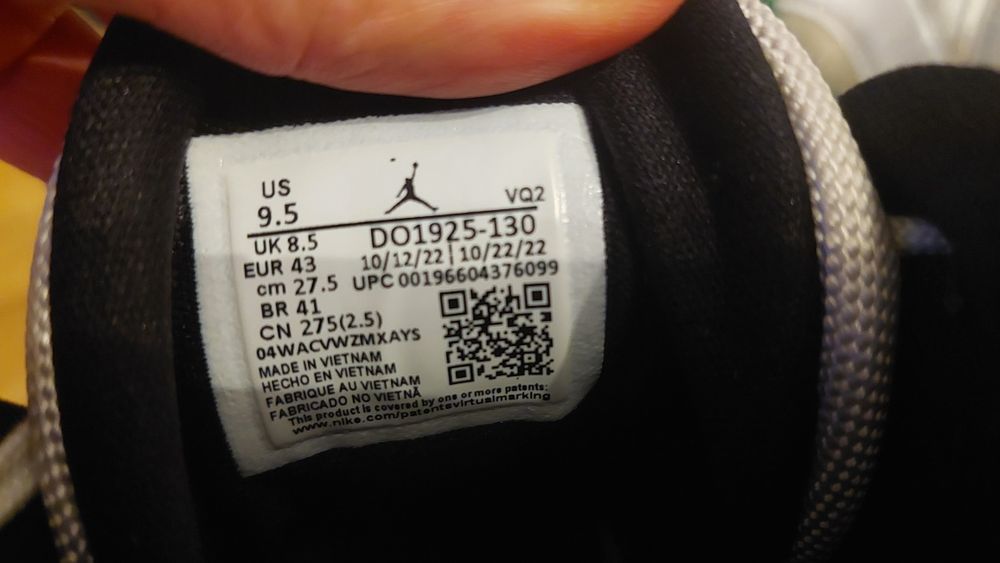 US
9.5
VQ2
UK 8.5
DO1925-130
EUR 43
10/12/22 | 10/22/22
cm 27.5
UPC 00196604376099
BR 41
CN 275(2.5)
04WACVWZMXAYS
MADE IN VIETNAM
HECHO EN VIETNAM
FABRIQUE AU VIETNAM
FABRICADO NO VIETNÃ
This product is covered by one or more patents:
www.nike.com/patentsvirtualmarking